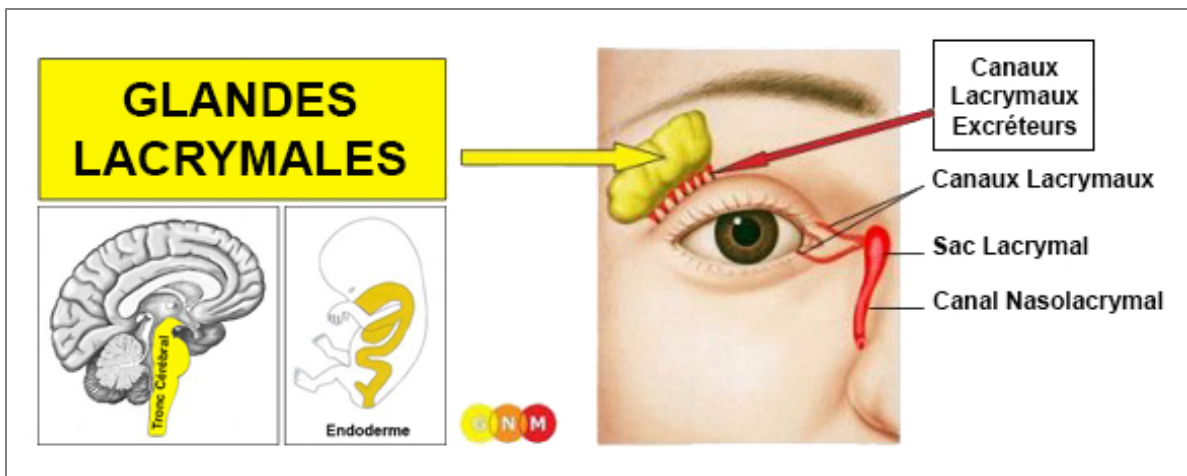 GLANDES
LACRYMALES
Tronc Cérébral
Endoderme
G N M
Canaux
Lacrymaux
Excréteurs
Canaux Lacrymaux
Sac Lacrymal
Canal Nasolacrymal